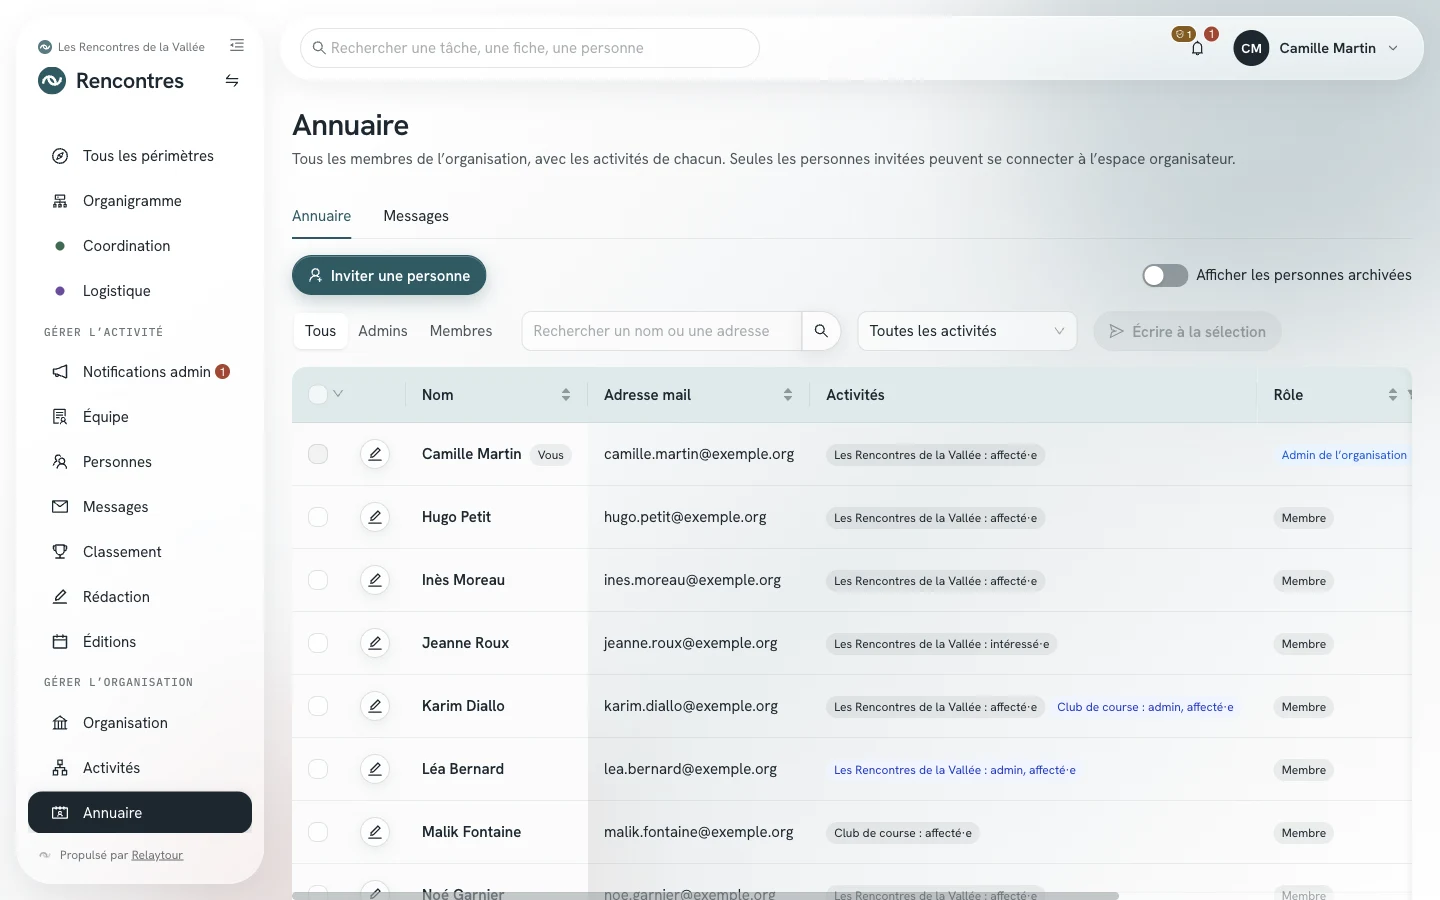 Les Rencontres de la Vallée
Rencontres
Tous les périmètres
Organigramme
Coordination
Logistique
GÉRER L’ACTIVITÉ
Notifications admin 1
Équipe
Personnes
Messages
Classement
Rédaction
Éditions
GÉRER L’ORGANISATION
Organisation
Activités
Annuaire
Propulsé par Relaytour
Rechercher une tâche, une fiche, une personne
1
1
CM Camille Martin
Annuaire
Tous les membres de l’organisation, avec les activités de chacun. Seules les personnes invitées peuvent se connecter à l’espace organisateur.
Annuaire Messages
Inviter une personne
Afficher les personnes archivées
Tous Admins Membres
Rechercher un nom ou une adresse
Toutes les activités
Écrire à la sélection
Nom Adresse mail Activités Rôle
Camille Martin Vous camille.martin@exemple.org Les Rencontres de la Vallée : affecté·e Admin de l’organisation
Hugo Petit hugo.petit@exemple.org Les Rencontres de la Vallée : affecté·e Membre
Inès Moreau ines.moreau@exemple.org Les Rencontres de la Vallée : affecté·e Membre
Jeanne Roux jeanne.roux@exemple.org Les Rencontres de la Vallée : intéressé·e Membre
Karim Diallo karim.diallo@exemple.org Les Rencontres de la Vallée : affecté·e Club de course : admin, affecté·e Membre
Léa Bernard lea.bernard@exemple.org Les Rencontres de la Vallée : admin, affecté·e Membre
Malik Fontaine malik.fontaine@exemple.org Club de course : affecté·e Membre
Noé Garnier noe.garnier@exemple.org Les Rencontres de la Vallée : affecté·e Membre